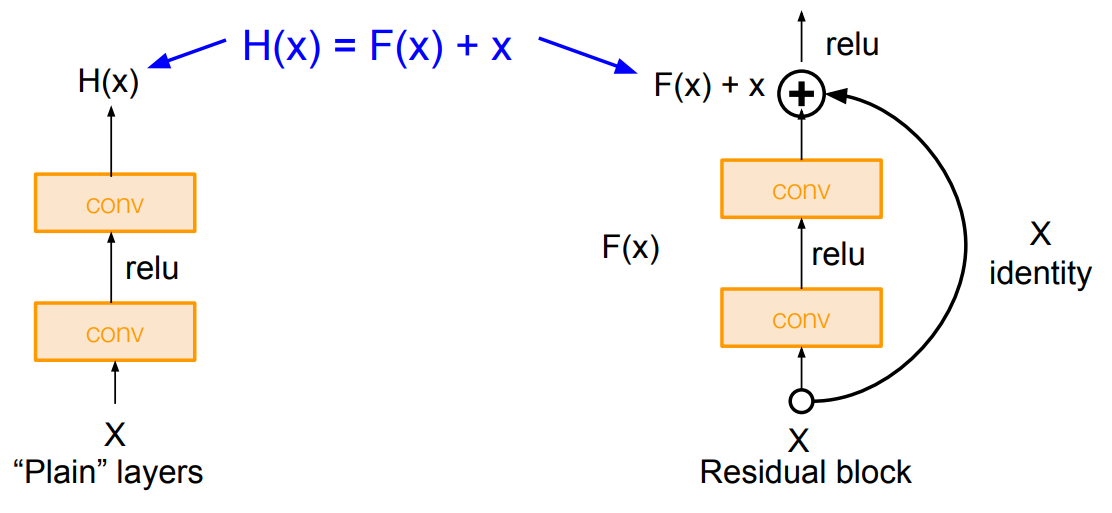 H(x) = F(x) + x
H(x)
conv
relu
conv
X
“Plain” layers
relu
F(x) + x
conv
F(x)
relu
conv
X
identity
X
Residual block